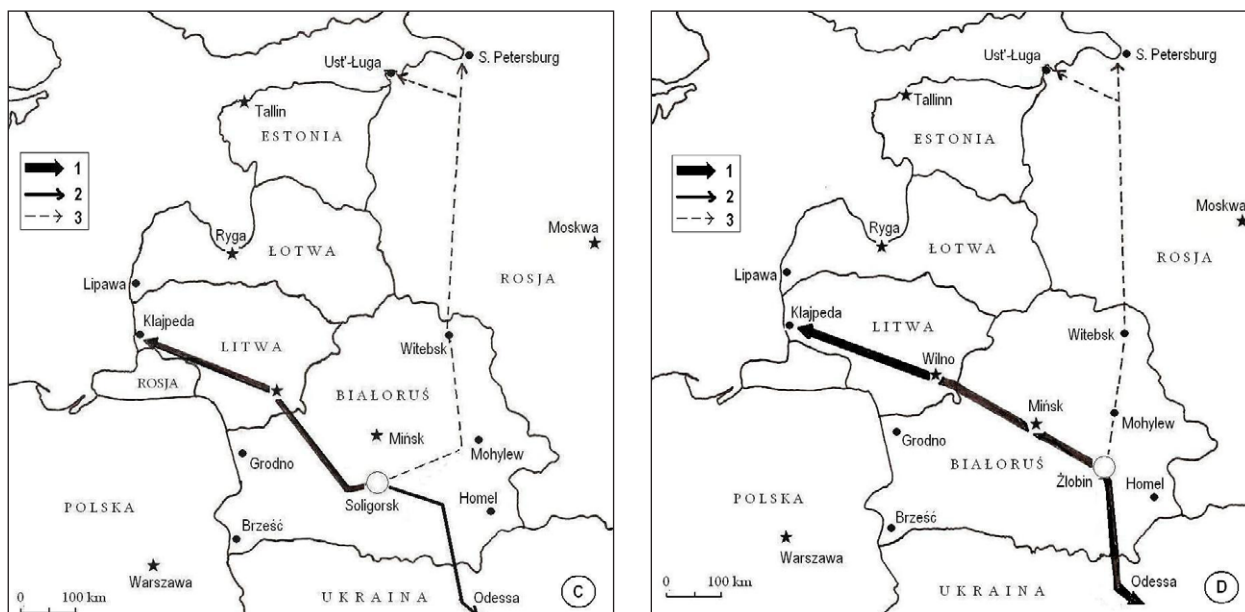 Ust'-Ługa
S. Petersburg
Tallin
ESTONIA
1
2
3
Moskwa
Ryga
ŁOTWA
ROSJA
Lipawa
Kłajpeda
LITWA
Witebsk
ROSJA
BIAŁORUŚ
Mińsk
Mohylew
Grodno
Soligorsk
Homel
POLSKA
Brześć
Warszawa
Odessa
0 100 km
UKRAINA
C
S. Petersburg
Ust'-Ługa
Tallinn
ESTONIA
1
2
3
Moskwa
Ryga
ŁOTWA
ROSJA
Lipawa
Kłajpeda
LITWA
Witebsk
Wilno
Mińsk
Mohylew
Grodno
BIAŁORUŚ
Żłobin
Homel
POLSKA
Brześć
Warszawa
Odessa
0 100 km
UKRAINA
D